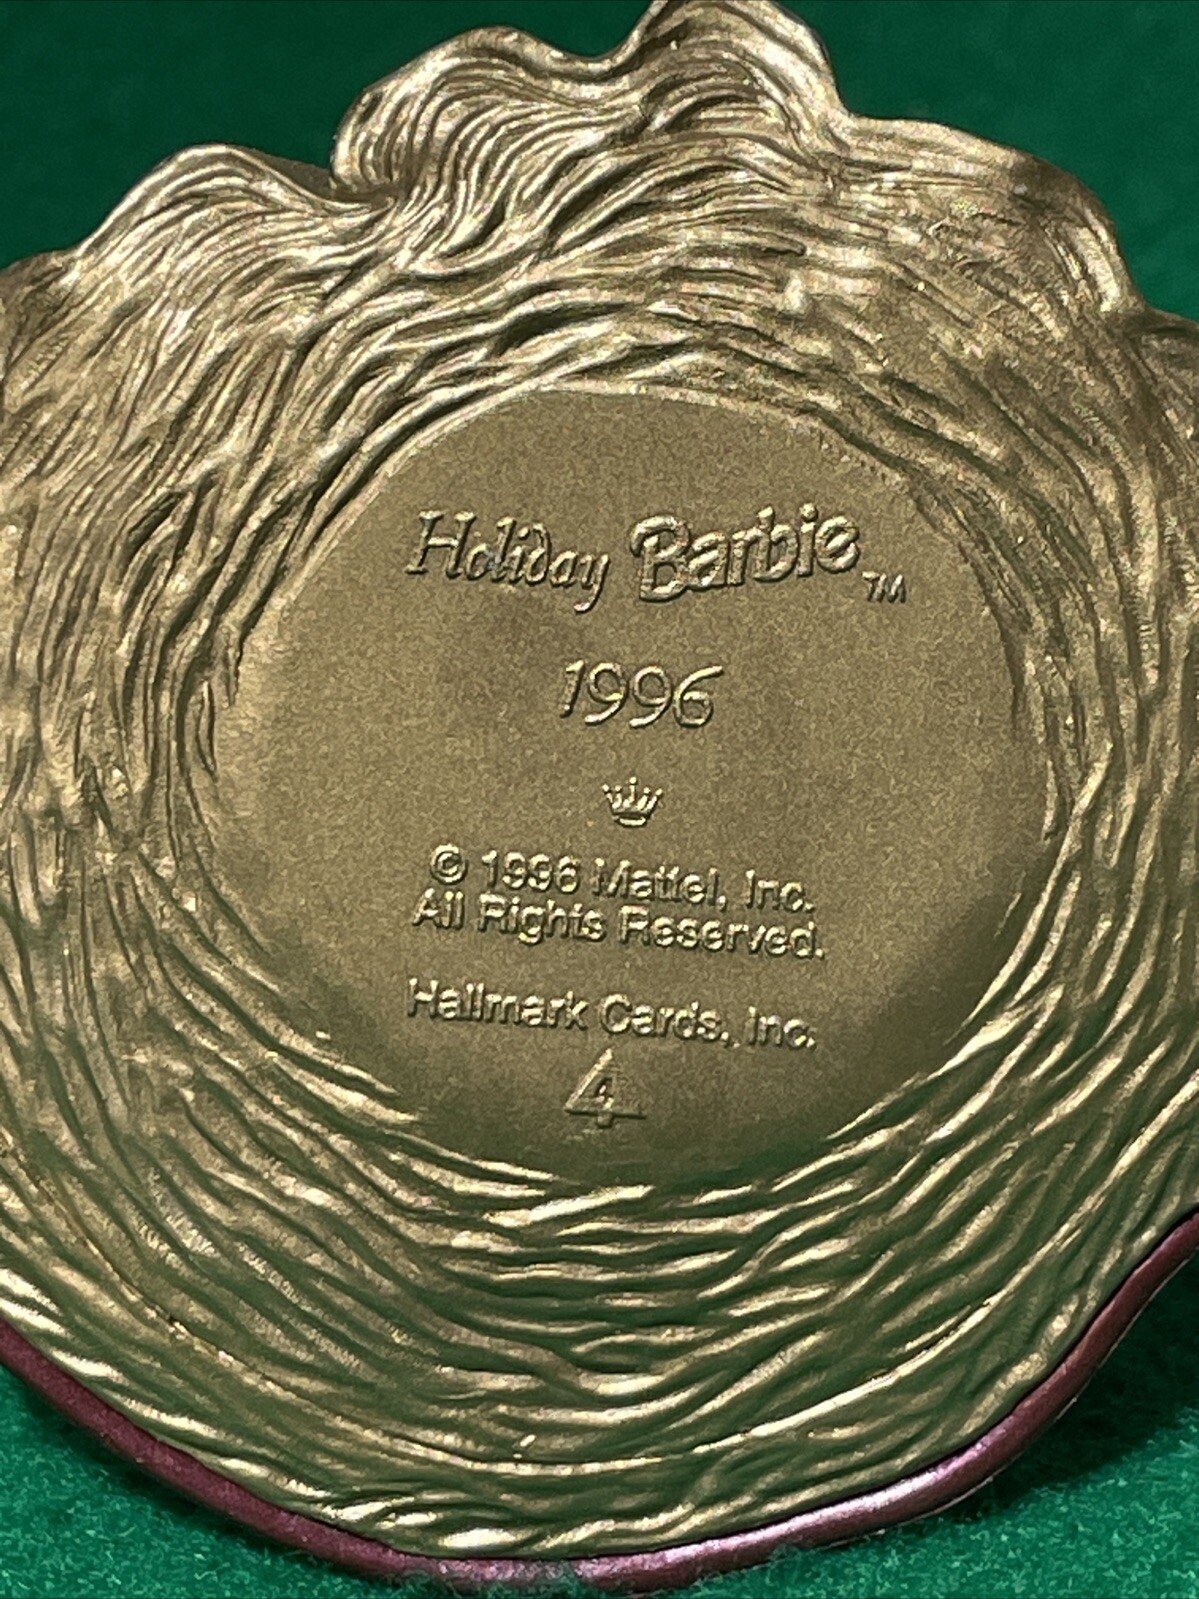 Holiday Barbie™
1996
© 1996 Mattel, Inc.
All Rights Reserved.
Hallmark Cards, Inc.
4